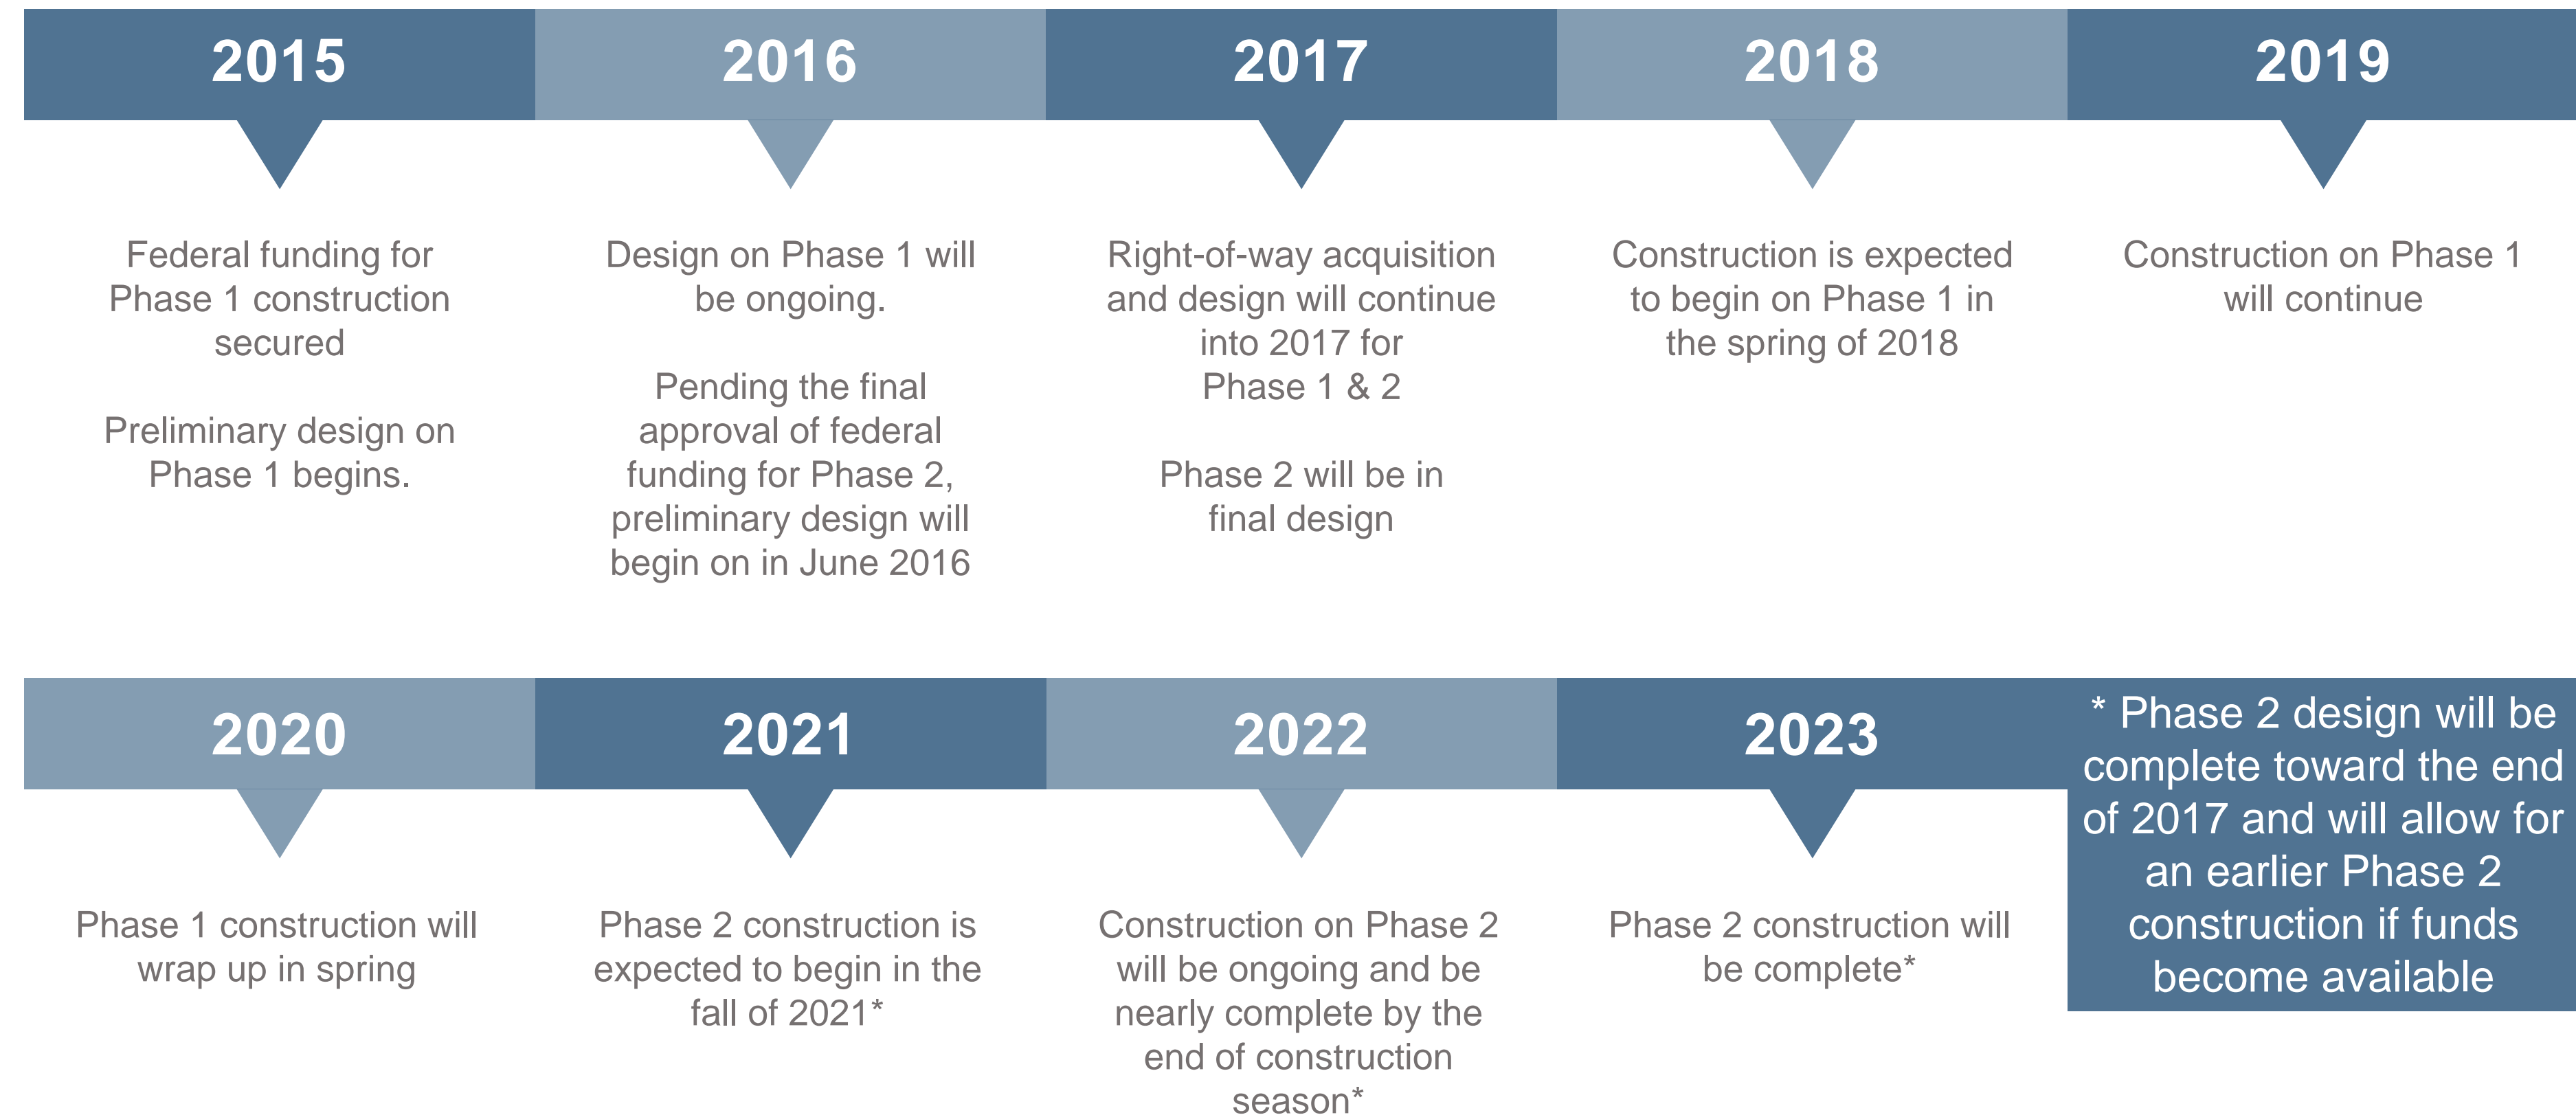 2015
Federal funding for
Phase 1 construction
secured
Preliminary design on
Phase 1 begins.
2016
Design on Phase 1 will
be ongoing.
Pending the final
approval of federal
funding for Phase 2,
preliminary design will
begin on in June 2016
2017
Right-of-way acquisition
and design will continue
into 2017 for
Phase 1 & 2
Phase 2 will be in
final design
2018
Construction is expected
to begin on Phase 1 in
the spring of 2018
2019
Construction on Phase 1
will continue
2020
Phase 1 construction will
wrap up in spring
2021
Phase 2 construction is
expected to begin in the
fall of 2021*
2022
Construction on Phase 2
will be ongoing and be
nearly complete by the
end of construction
season*
2023
Phase 2 construction will
be complete*
* Phase 2 design will be
complete toward the end
of 2017 and will allow for
an earlier Phase 2
construction if funds
become available